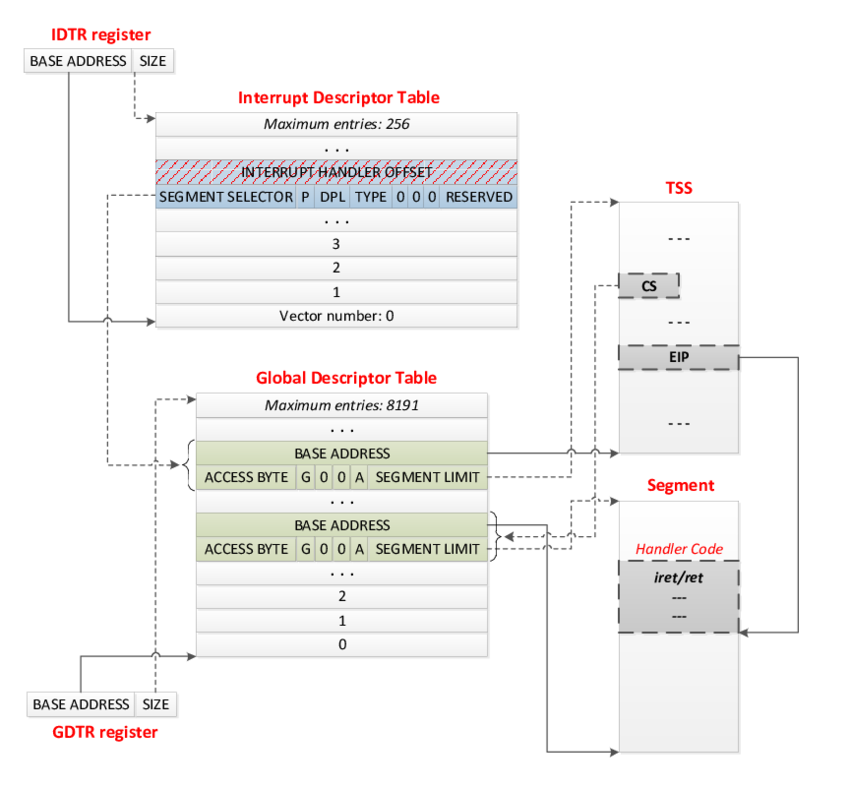 IDTR register
BASE ADDRESS SIZE
Interrupt Descriptor Table
Maximum entries: 256
. . .
INTERRUPT HANDLER OFFSET
SEGMENT SELECTOR P DPL TYPE 0 0 0 RESERVED
. . .
3
2
1
Vector number: 0
TSS
---
CS
---
EIP
---
Global Descriptor Table
Maximum entries: 8191
. . .
BASE ADDRESS
ACCESS BYTE G 0 0 A SEGMENT LIMIT
. . .
BASE ADDRESS
ACCESS BYTE G 0 0 A SEGMENT LIMIT
. . .
2
1
0
Segment
Handler Code
iret/ret
---
---
BASE ADDRESS SIZE
GDTR register